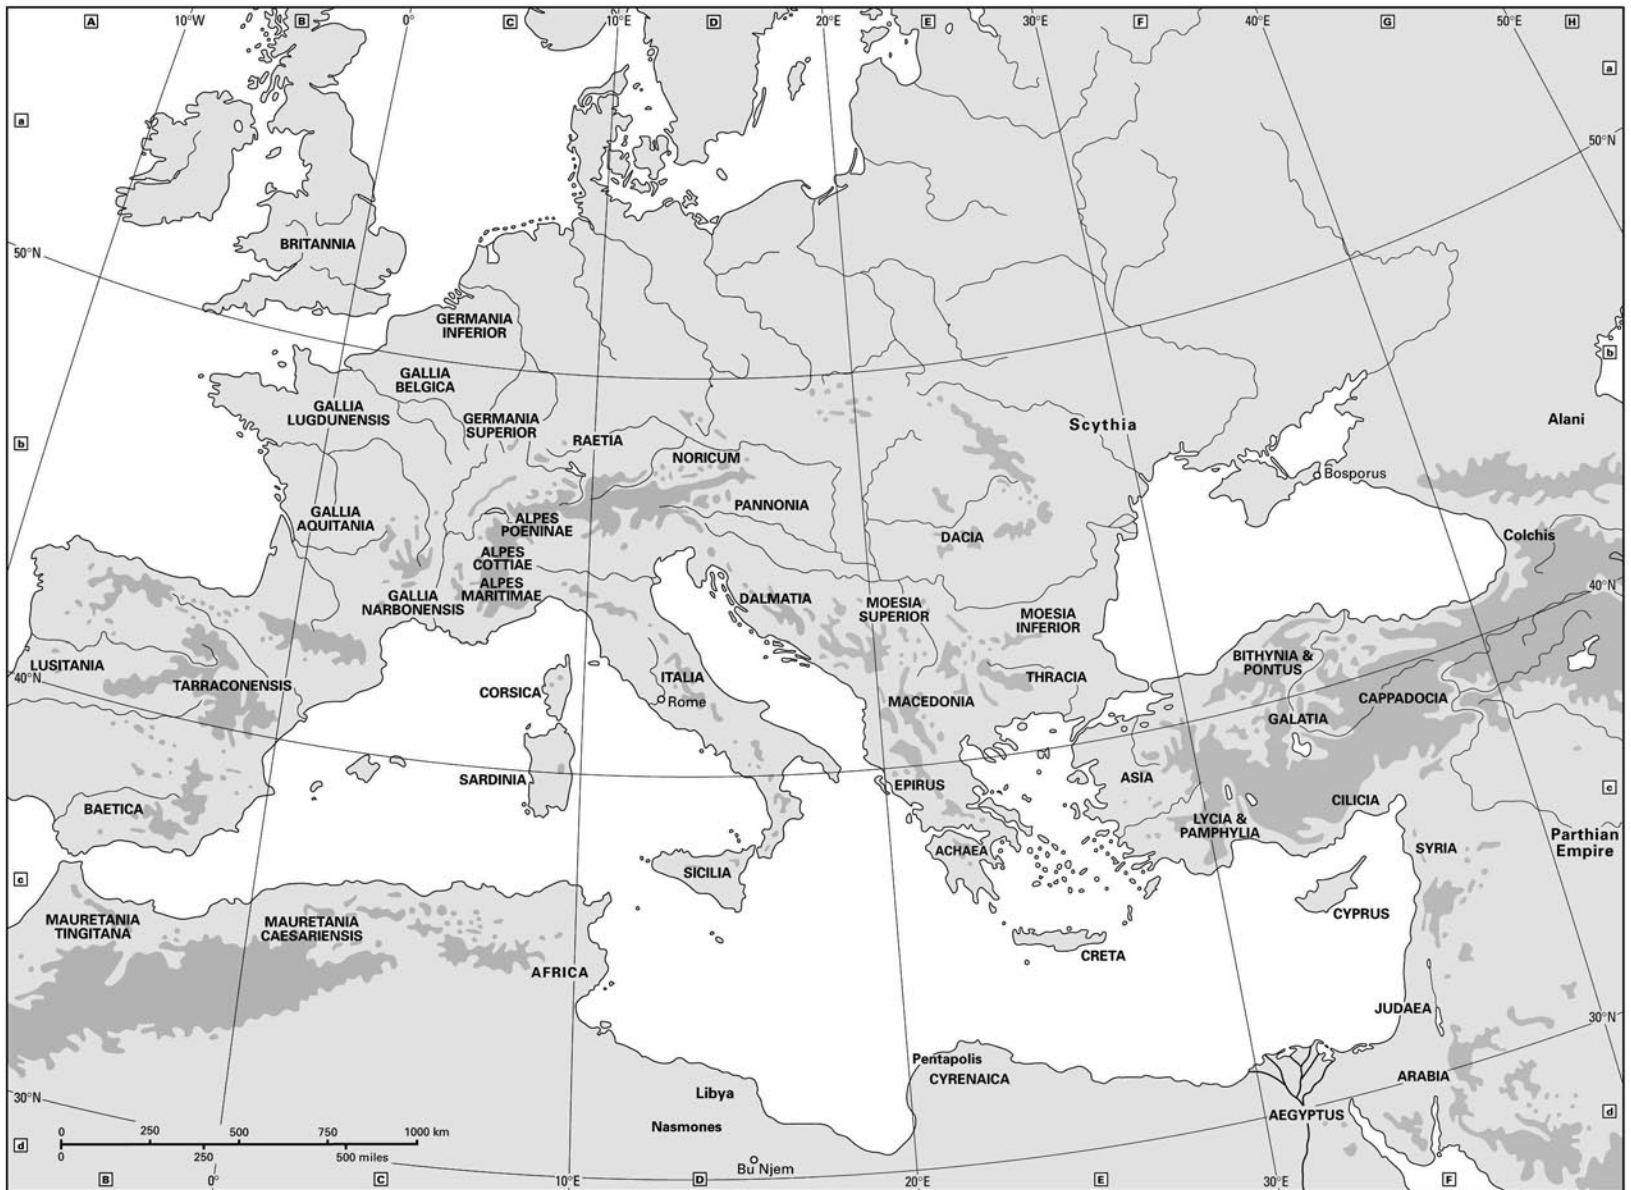 A
10°W
B
0°
C
10°E
D
20°E
E
30°E
F
40°E
G
50°E
H
a
a
50°N
BRITANNIA
50°N
GERMANIA
INFERIOR
b
GALLIA
BELGICA
GALLIA
LUGDUNENSIS
GERMANIA
SUPERIOR
Scythia
Alani
b
RAETIA
NORICUM
Bosporus
PANNONIA
GALLIA
AQUITANIA
ALPES
POENINAE
DACIA
Colchis
ALPES
COTTIAE
40°N
ALPES
MARITIMAE
GALLIA
NARBONENSIS
DALMATIA
MOESIA
SUPERIOR
MOESIA
INFERIOR
LUSITANIA
BITHYNIA &
PONTUS
40°N
TARRACONENSIS
CORSICA
ITALIA
THRACIA
Rome
MACEDONIA
CAPPADOCIA
GALATIA
SARDINIA
ASIA
EPIRUS
c
BAETICA
CILICIA
LYCIA &
PAMPHYLIA
Parthian
Empire
ACHAEA
SYRIA
SICILIA
c
CYPRUS
MAURETANIA
TINGITANA
MAURETANIA
CAESARIENSIS
CRETA
AFRICA
JUDAEA
30°N
Pentapolis
CYRENAICA
ARABIA
Libya
30°N
AEGYPTUS
d
Nasmones
0 250 500 750 1000 km
0 250 500 miles
d
Bu Njem
B
0°
C
10°E
D
20°E
E
30°E
F